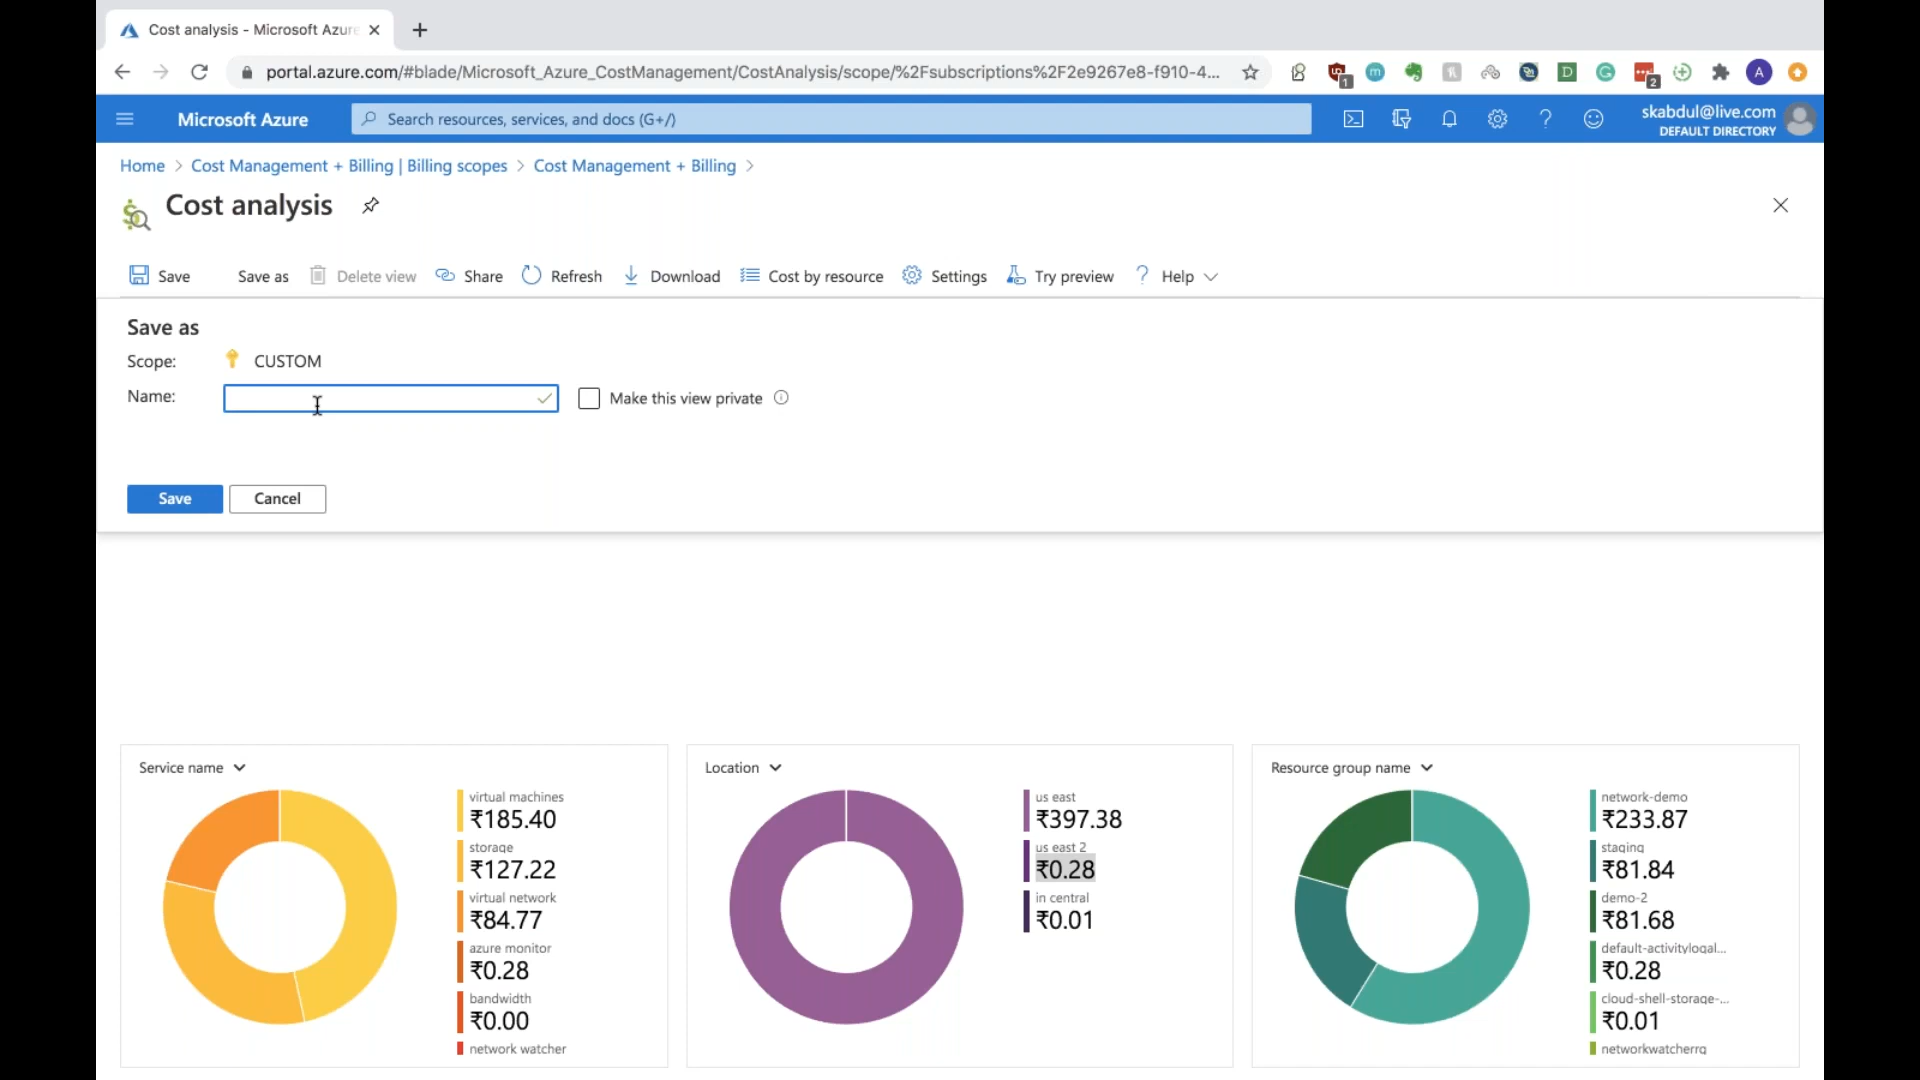 Cost analysis - Microsoft Azure
portal.azure.com/#blade/Microsoft_Azure_CostManagement/CostAnalysis/scope/%2Fsubscriptions%2F2e9267e8-f910-4...
1
m
D
2
A
Microsoft Azure
Search resources, services, and docs (G+/)
skabdul@live.com
DEFAULT DIRECTORY
Home > Cost Management + Billing | Billing scopes > Cost Management + Billing >
Cost analysis
Save Save as Delete view Share Refresh Download Cost by resource Settings Try preview ? Help
Save as
Scope: CUSTOM
Name: Make this view private
Save Cancel
Service name
virtual machines
₹185.40
storage
₹127.22
virtual network
₹84.77
azure monitor
₹0.28
bandwidth
₹0.00
network watcher
Location
us east
₹397.38
us east 2
₹0.28
in central
₹0.01
Resource group name
network-demo
₹233.87
staging
₹81.84
demo-2
₹81.68
default-activitylogal...
₹0.28
cloud-shell-storage-...
₹0.01
networkwatcherrg